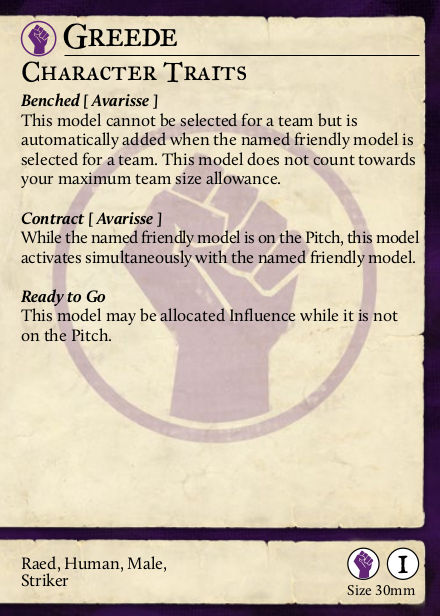 Greede
Character Traits
Benched [ Avarisse ]
This model cannot be selected for a team but is
automatically added when the named friendly model is
selected for a team. This model does not count towards
your maximum team size allowance.
Contract [ Avarisse ]
While the named friendly model is on the Pitch, this model
activates simultaneously with the named friendly model.
Ready to Go
This model may be allocated Influence while it is not
on the Pitch.
Raed, Human, Male,
Striker
I
Size 30mm